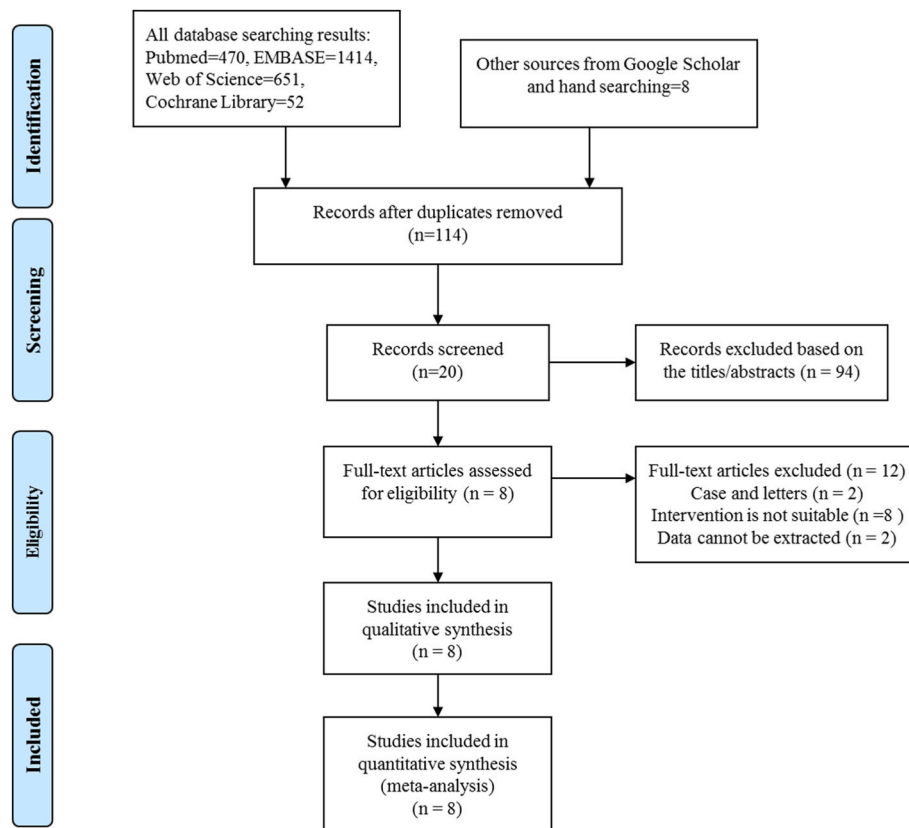 Identification
All database searching results:
Pubmed=470, EMBASE=1414,
Web of Science=651,
Cochrane Library=52
Other sources from Google Scholar
and hand searching=8
Records after duplicates removed
(n=114)
Screening
Records screened
(n=20)
Records excluded based on
the titles/abstracts (n = 94)
Eligibility
Full-text articles assessed
for eligibility (n = 8)
Full-text articles excluded (n = 12)
Case and letters (n = 2)
Intervention is not suitable (n =8 )
Data cannot be extracted (n = 2)
Studies included in
qualitative synthesis
(n = 8)
Included
Studies included in
quantitative synthesis
(meta-analysis)
(n = 8)